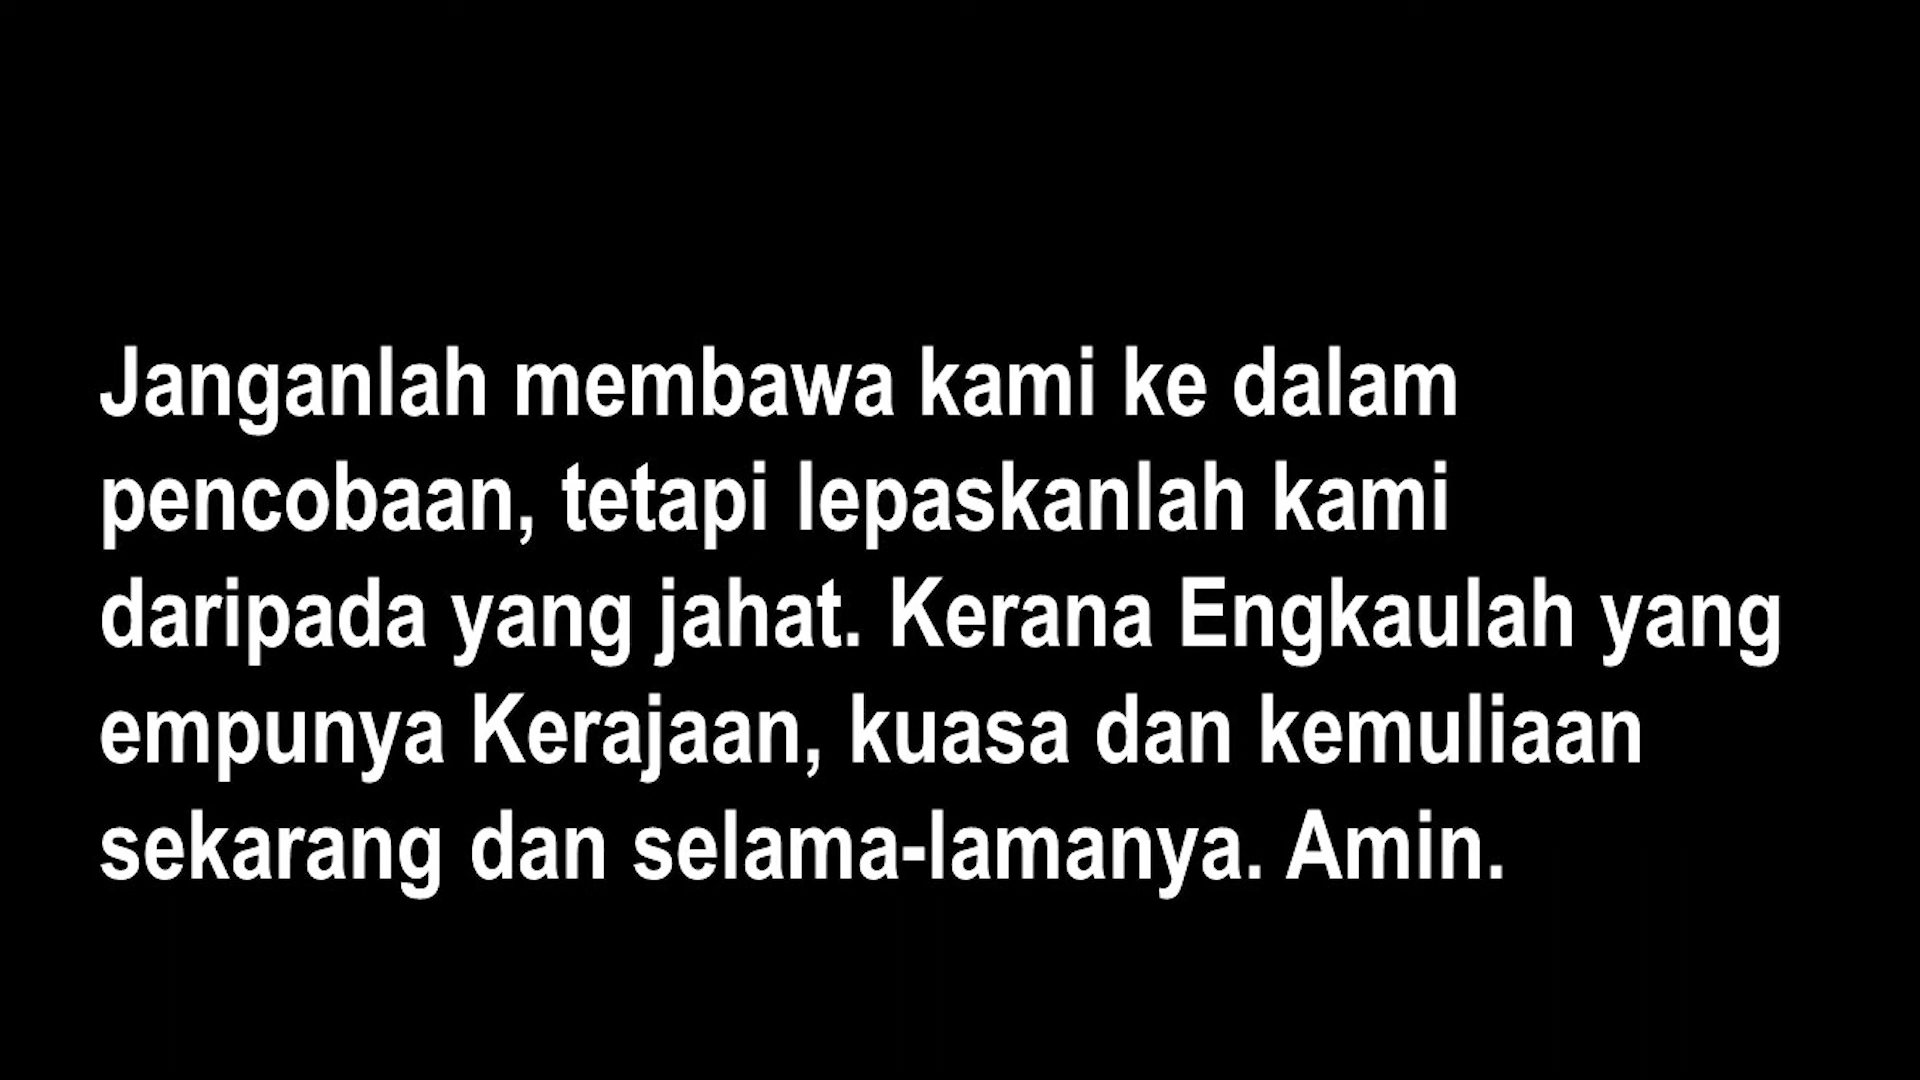 Janganlah membawa kami ke dalam
pencobaan, tetapi lepaskanlah kami
daripada yang jahat. Kerana Engkaulah yang
empunya Kerajaan, kuasa dan kemuliaan
sekarang dan selama-lamanya. Amin.